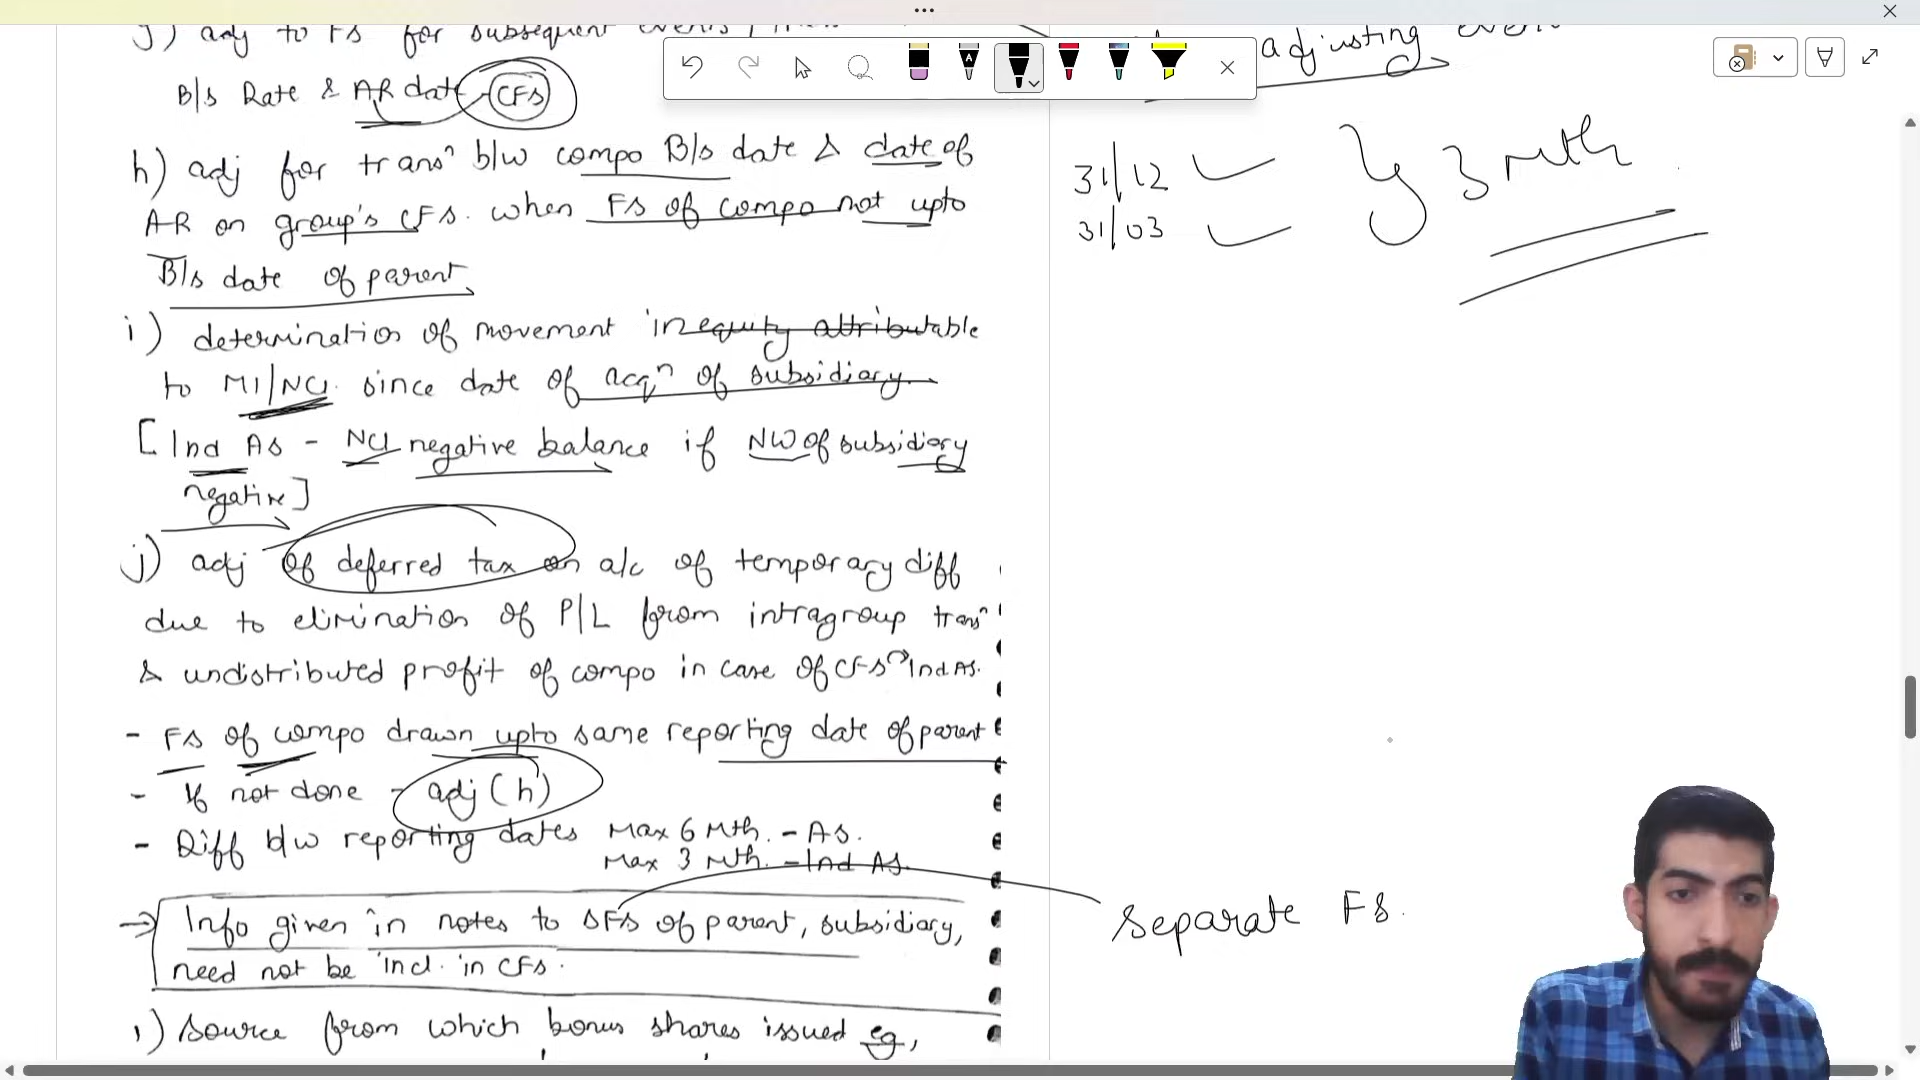 g) adj to FS for subsequent events / trans
B/s Rate & AR date - CFS
h) adj for transⁿ b/w compo B/s date & date of
AR on group's CFS. when FS of compo not upto
B/s date of parent
i) determination of movement in equity attributable
to MI/NCI. since date of acqⁿ of subsidiary.
[Ind AS - NCI negative balance if NW of subsidiary
negative]
j) adj of deferred tax on a/c of temporary diff
due to elimination of P/L from intragroup transⁿ
& undistributed profit of compo in case of CFS Ind AS.
- FS of compo drawn upto same reporting date of parent
- If not done - adj (h)
- Diff b/w reporting dates Max 6 Mth. - AS.
Max 3 Mth. - Ind AS.
→ Info given in notes to SFS of parent, subsidiary,
need not be incl. in CFS.
1) Source from which bonus shares issued eg,
adjusting event
31/12
31/03
3 Mth
Separate FS.
A